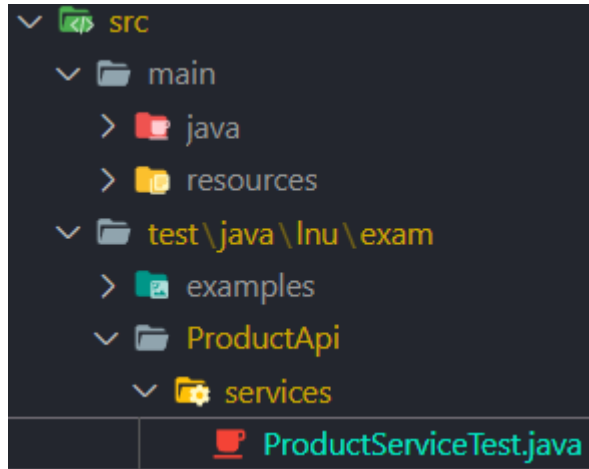 src
main
java
resources
test\java\lnu\exam
examples
ProductApi
services
ProductServiceTest.java